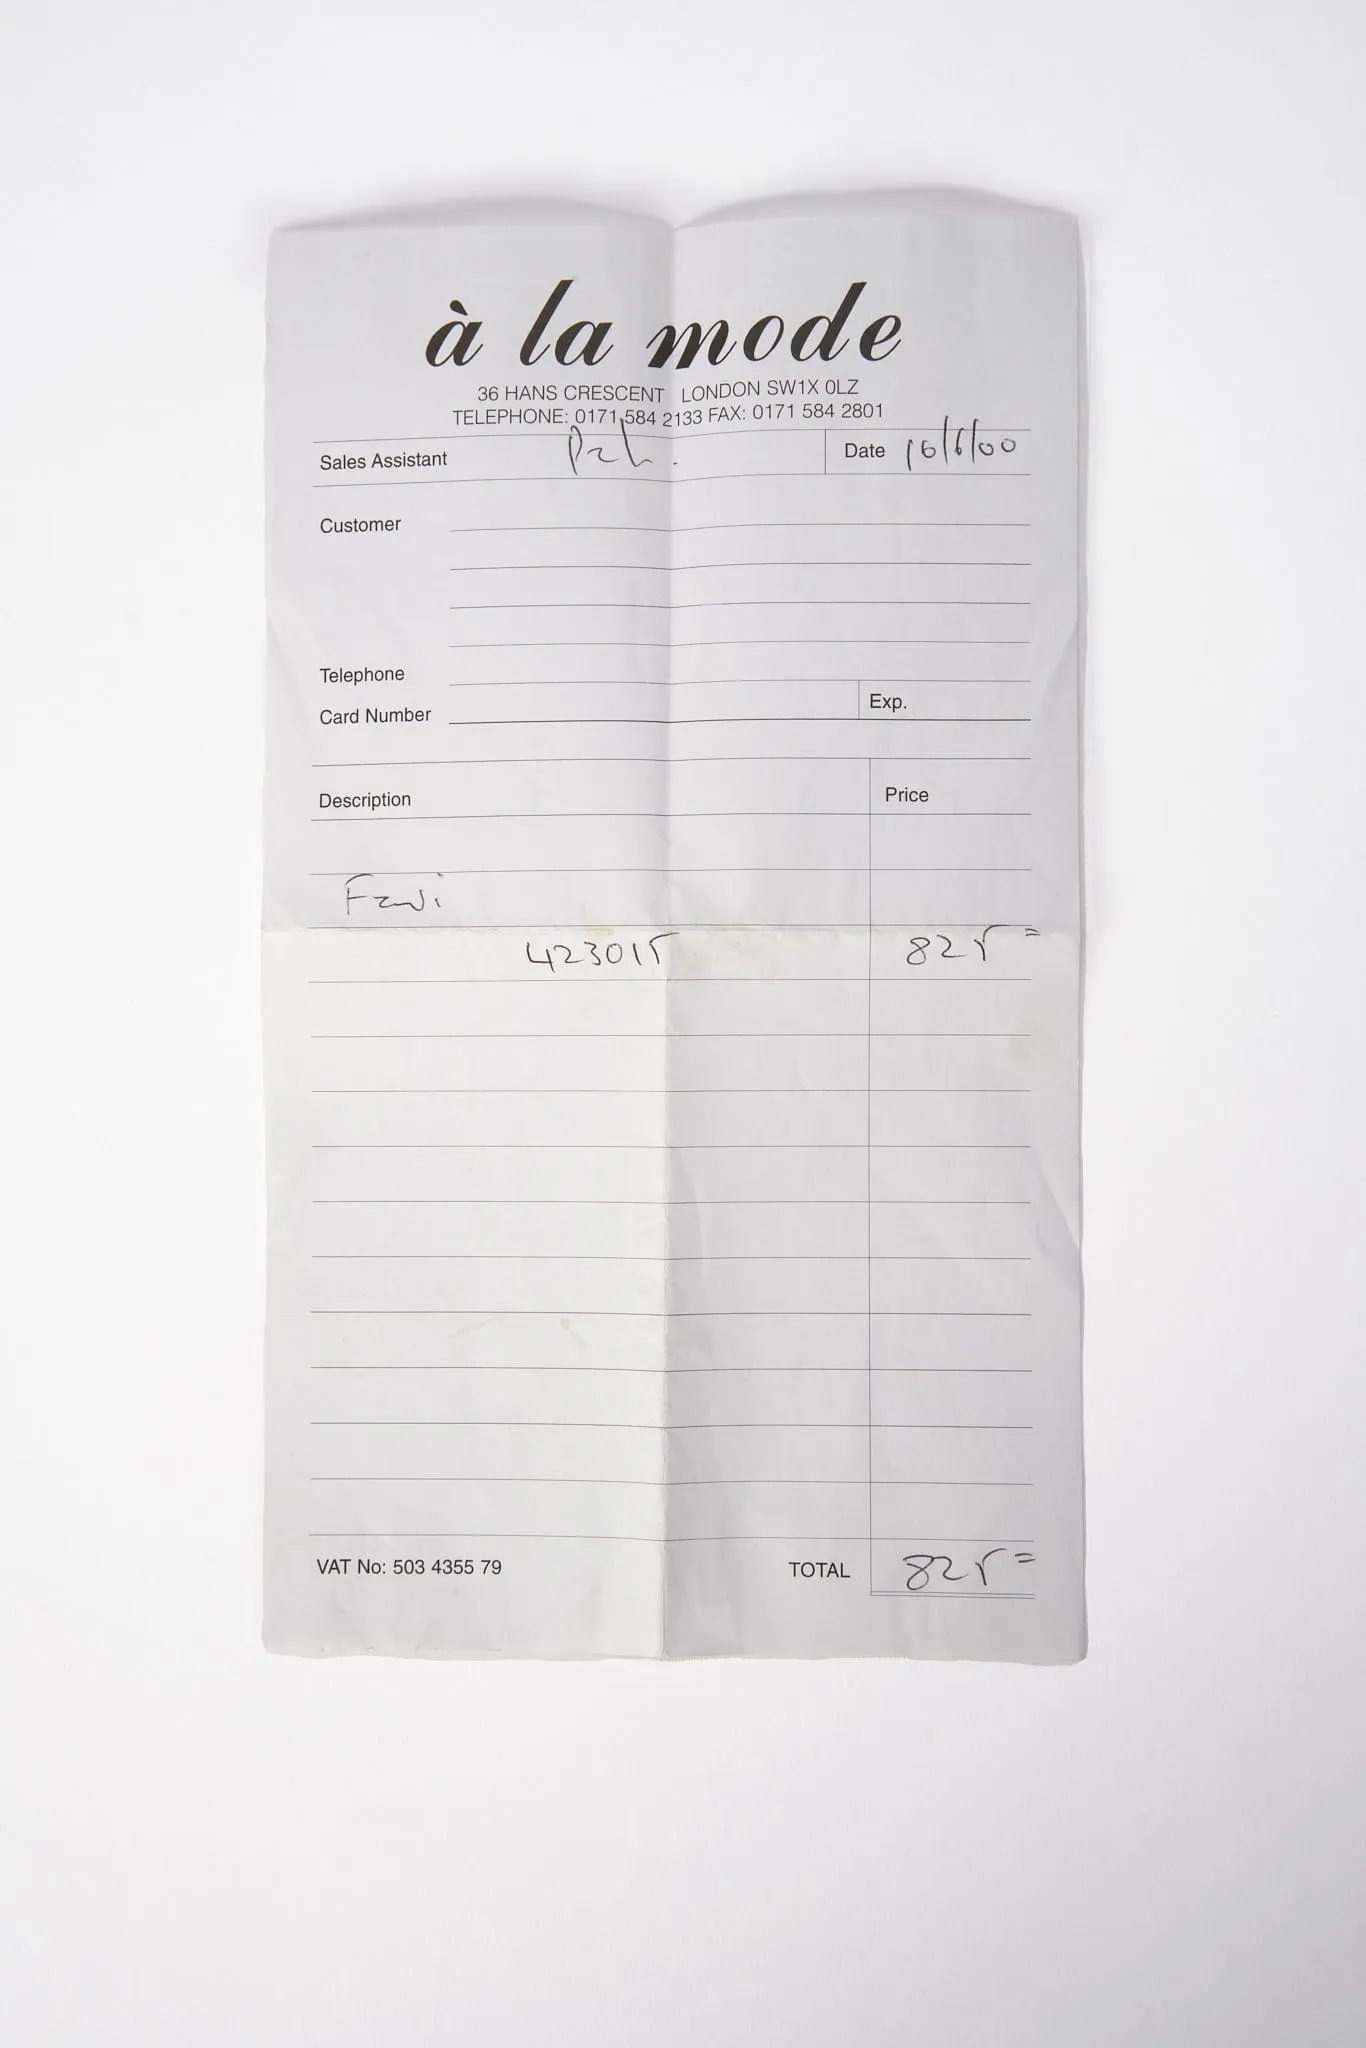 à la mode
36 HANS CRESCENT LONDON SW1X 0LZ
TELEPHONE: 0171 584 2133 FAX: 0171 584 2801
Sales Assistant Date 16/6/00
Customer
Telephone
Card Number Exp.
Description Price
423015 825=
VAT No: 503 4355 79 TOTAL 825=